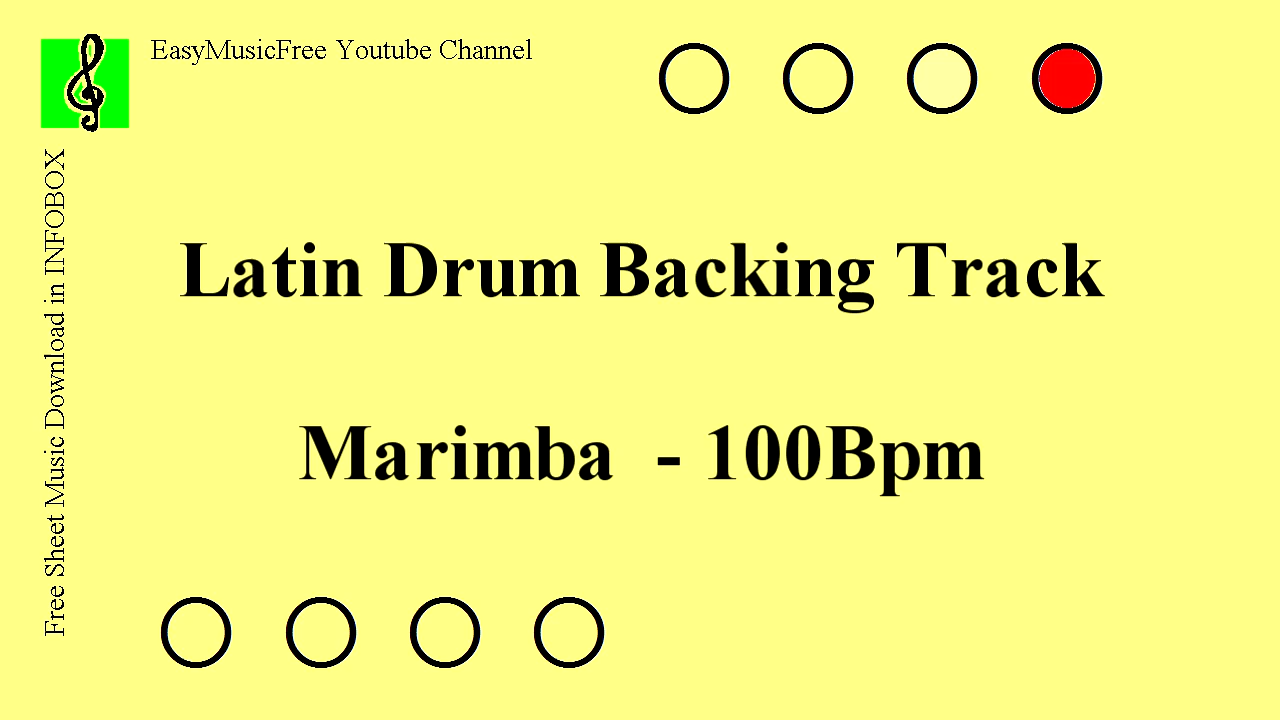 EasyMusicFree Youtube Channel
Free Sheet Music Download in INFOBOX
Latin Drum Backing Track
Marimba - 100Bpm